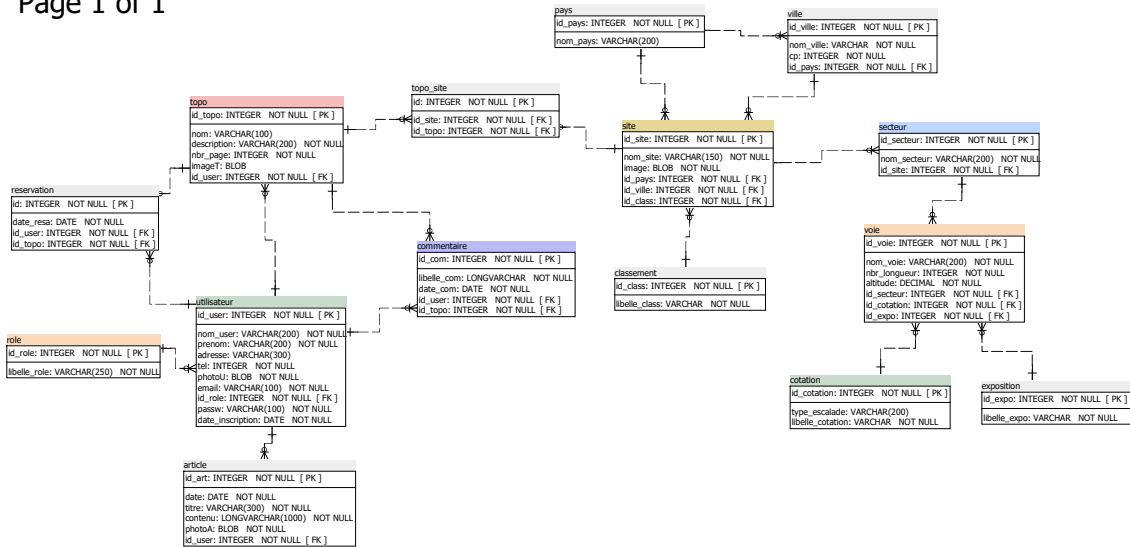 Page 1 of 1
pays
id_pays: INTEGER NOT NULL [ PK ]
nom_pays: VARCHAR(200)
ville
id_ville: INTEGER NOT NULL [ PK ]
nom_ville: VARCHAR NOT NULL
cp: INTEGER NOT NULL
id_pays: INTEGER NOT NULL [ FK ]
topo_site
id: INTEGER NOT NULL [ PK ]
id_site: INTEGER NOT NULL [ FK ]
id_topo: INTEGER NOT NULL [ FK ]
topo
id_topo: INTEGER NOT NULL [ PK ]
nom: VARCHAR(100)
description: VARCHAR(200) NOT NULL
nbr_page: INTEGER NOT NULL
imageT: BLOB
id_user: INTEGER NOT NULL [ FK ]
site
id_site: INTEGER NOT NULL [ PK ]
nom_site: VARCHAR(150) NOT NULL
image: BLOB NOT NULL
id_pays: INTEGER NOT NULL [ FK ]
id_ville: INTEGER NOT NULL [ FK ]
id_class: INTEGER NOT NULL [ FK ]
secteur
id_secteur: INTEGER NOT NULL [ PK ]
nom_secteur: VARCHAR(200) NOT NULL
id_site: INTEGER NOT NULL [ FK ]
reservation
id: INTEGER NOT NULL [ PK ]
date_resa: DATE NOT NULL
id_user: INTEGER NOT NULL [ FK ]
id_topo: INTEGER NOT NULL [ FK ]
commentaire
id_com: INTEGER NOT NULL [ PK ]
libelle_com: LONGVARCHAR NOT NULL
date_com: DATE NOT NULL
id_user: INTEGER NOT NULL [ FK ]
id_topo: INTEGER NOT NULL [ FK ]
classement
id_class: INTEGER NOT NULL [ PK ]
libelle_class: VARCHAR NOT NULL
voie
id_voie: INTEGER NOT NULL [ PK ]
nom_voie: VARCHAR(200) NOT NULL
nbr_longueur: INTEGER NOT NULL
altitude: DECIMAL NOT NULL
id_secteur: INTEGER NOT NULL [ FK ]
id_cotation: INTEGER NOT NULL [ FK ]
id_expo: INTEGER NOT NULL [ FK ]
utilisateur
id_user: INTEGER NOT NULL [ PK ]
nom_user: VARCHAR(200) NOT NULL
prenom: VARCHAR(200) NOT NULL
adresse: VARCHAR(300)
tel: INTEGER NOT NULL
photoU: BLOB NOT NULL
email: VARCHAR(100) NOT NULL
id_role: INTEGER NOT NULL [ FK ]
passw: VARCHAR(100) NOT NULL
date_inscription: DATE NOT NULL
role
id_role: INTEGER NOT NULL [ PK ]
libelle_role: VARCHAR(250) NOT NULL
cotation
id_cotation: INTEGER NOT NULL [ PK ]
type_escalade: VARCHAR(200)
libelle_cotation: VARCHAR NOT NULL
exposition
id_expo: INTEGER NOT NULL [ PK ]
libelle_expo: VARCHAR NOT NULL
article
id_art: INTEGER NOT NULL [ PK ]
date: DATE NOT NULL
titre: VARCHAR(300) NOT NULL
contenu: LONGVARCHAR(1000) NOT NULL
photoA: BLOB NOT NULL
id_user: INTEGER NOT NULL [ FK ]